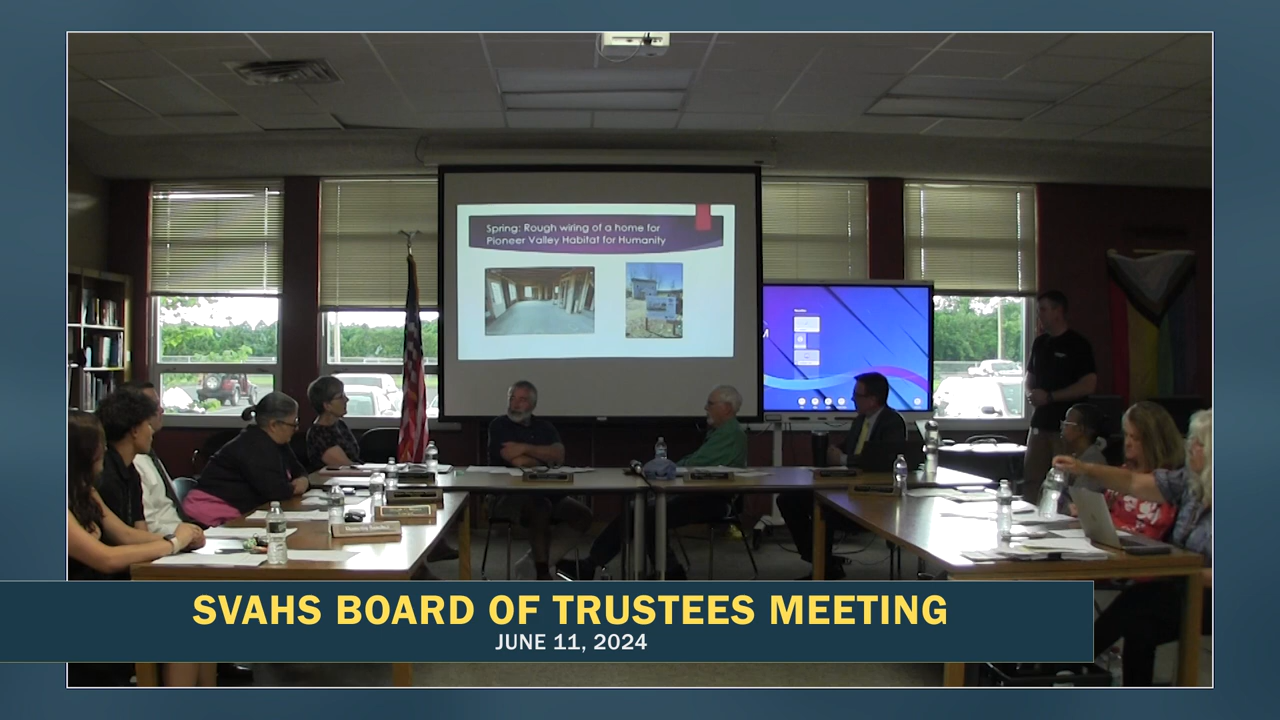 Spring: Rough wiring of a home for
Pioneer Valley Habitat for Humanity
SVAHS BOARD OF TRUSTEES MEETING
JUNE 11, 2024